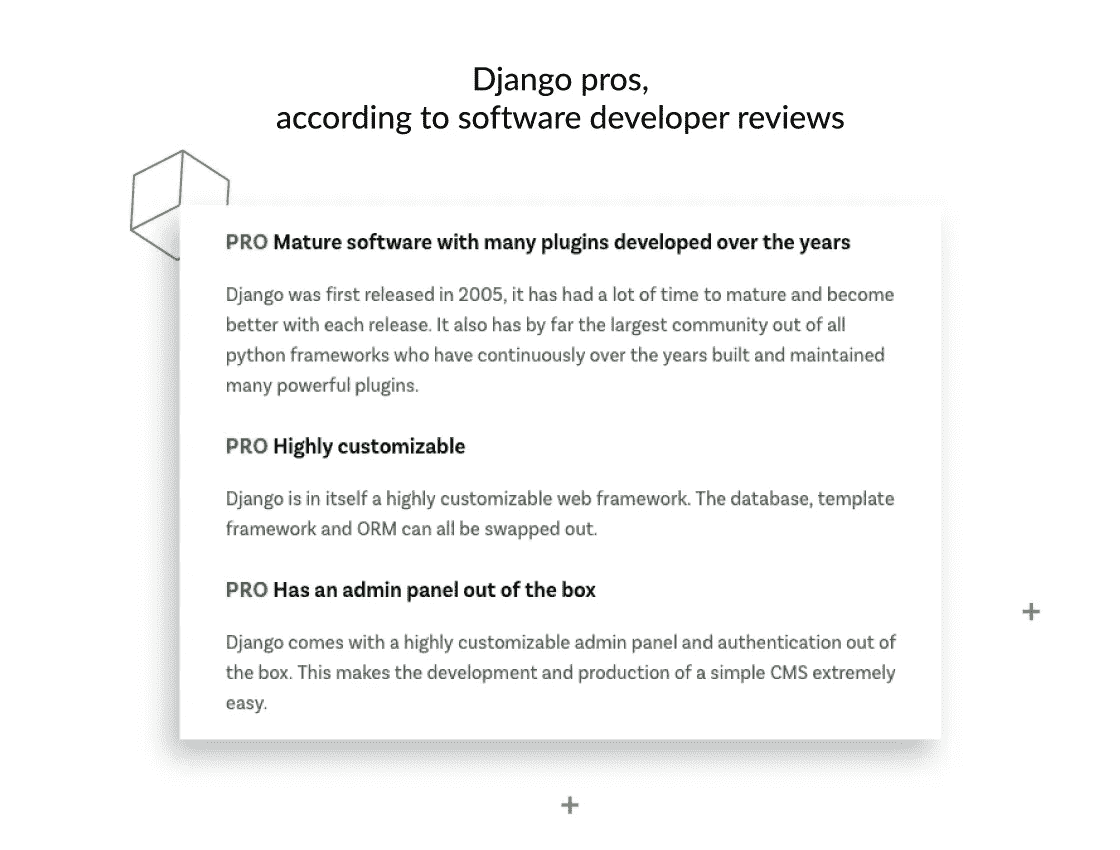 Django pros,
according to software developer reviews
PRO Mature software with many plugins developed over the years
Django was first released in 2005, it has had a lot of time to mature and become
better with each release. It also has by far the largest community out of all
python frameworks who have continuously over the years built and maintained
many powerful plugins.
PRO Highly customizable
Django is in itself a highly customizable web framework. The database, template
framework and ORM can all be swapped out.
PRO Has an admin panel out of the box
Django comes with a highly customizable admin panel and authentication out of
the box. This makes the development and production of a simple CMS extremely
easy.